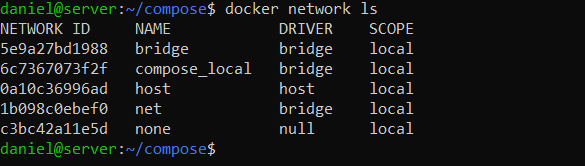 daniel@server:~/compose$ docker network ls
NETWORK ID     NAME            DRIVER    SCOPE
5e9a27bd1988   bridge          bridge    local
6c7367073f2f   compose_local   bridge    local
0a10c36996ad   host            host      local
1b098c0ebef0   net             bridge    local
c3bc42a11e5d   none            null      local
daniel@server:~/compose$